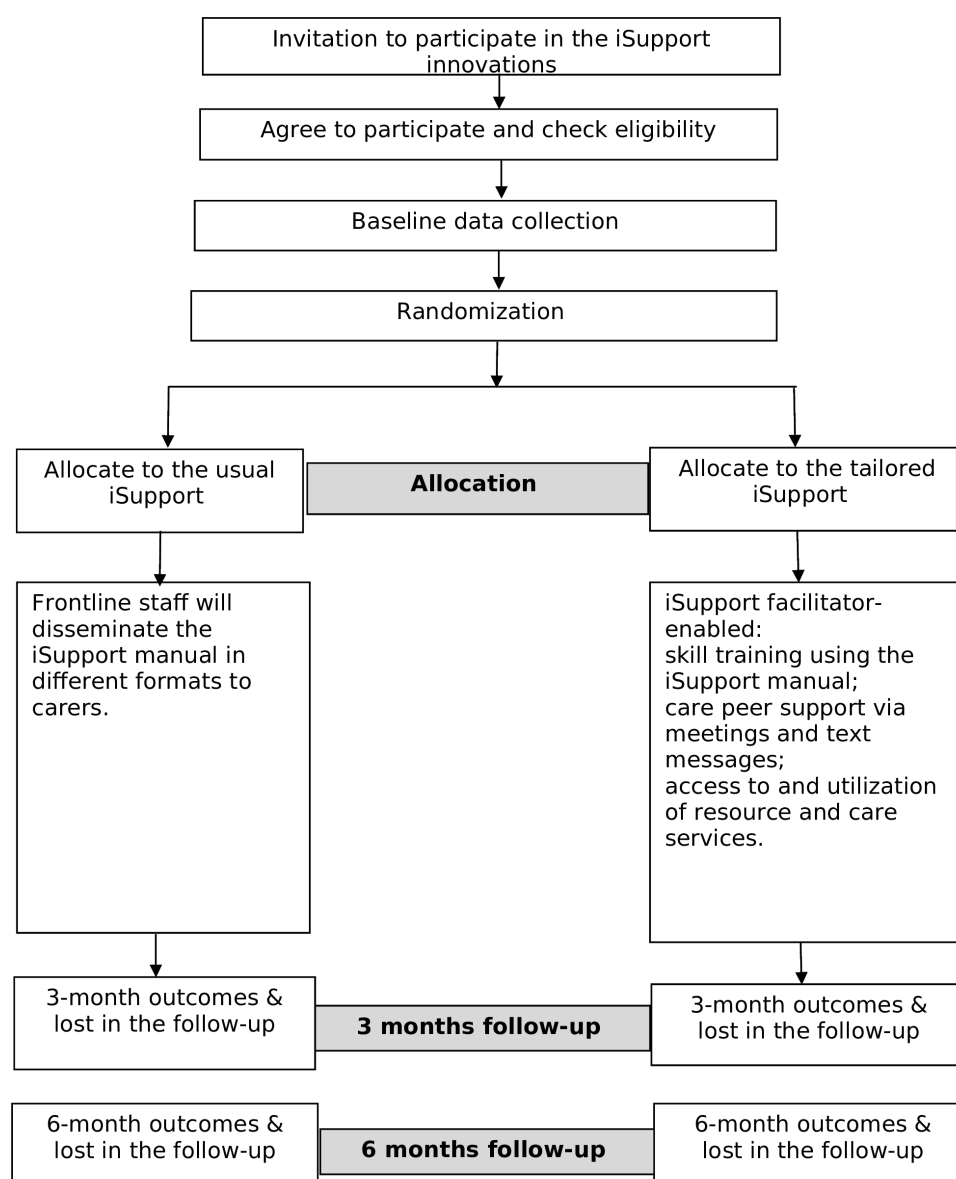 Invitation to participate in the iSupport
innovations
Agree to participate and check eligibility
Baseline data collection
Randomization
Allocate to the usual
iSupport
Allocation
Allocate to the tailored
iSupport
Frontline staff will
disseminate the
iSupport manual in
different formats to
carers.
iSupport facilitator-
enabled:
skill training using the
iSupport manual;
care peer support via
meetings and text
messages;
access to and utilization
of resource and care
services.
3-month outcomes &
lost in the follow-up
3 months follow-up
3-month outcomes &
lost in the follow-up
6-month outcomes &
lost in the follow-up
6 months follow-up
6-month outcomes &
lost in the follow-up